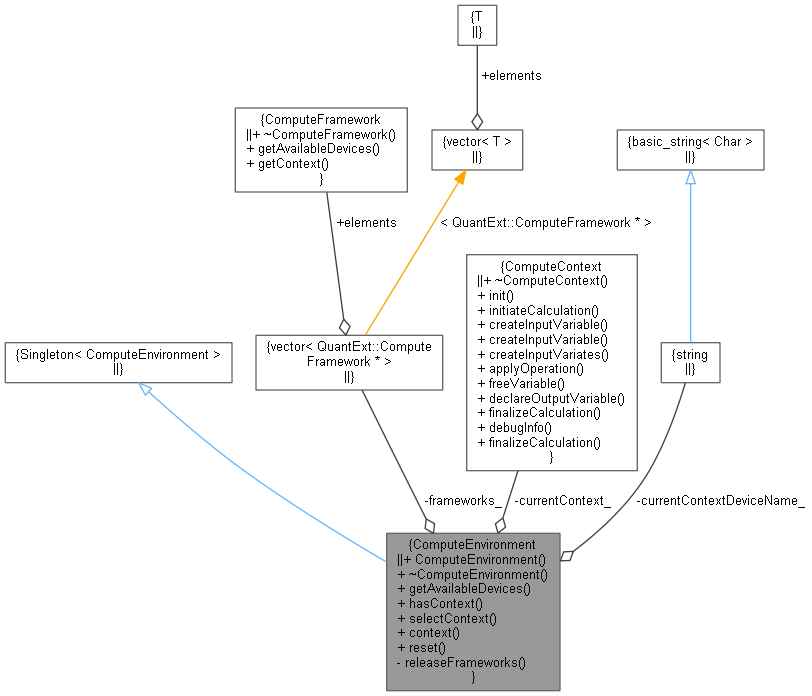 {T
||}
+elements
{ComputeFramework
||+ ~ComputeFramework()
+ getAvailableDevices()
+ getContext()
}
{vector< T >
||}
{basic_string< Char >
||}
+elements
< QuantExt::ComputeFramework * >
{ComputeContext
||+ ~ComputeContext()
+ init()
+ initiateCalculation()
+ createInputVariable()
+ createInputVariable()
+ createInputVariates()
+ applyOperation()
+ freeVariable()
+ declareOutputVariable()
+ finalizeCalculation()
+ debugInfo()
+ finalizeCalculation()
}
{Singleton< ComputeEnvironment >
||}
{vector< QuantExt::Compute
Framework * >
||}
{string
||}
-frameworks_
-currentContext_
-currentContextDeviceName_
{ComputeEnvironment
||+ ComputeEnvironment()
+ ~ComputeEnvironment()
+ getAvailableDevices()
+ hasContext()
+ selectContext()
+ context()
+ reset()
- releaseFrameworks()
}